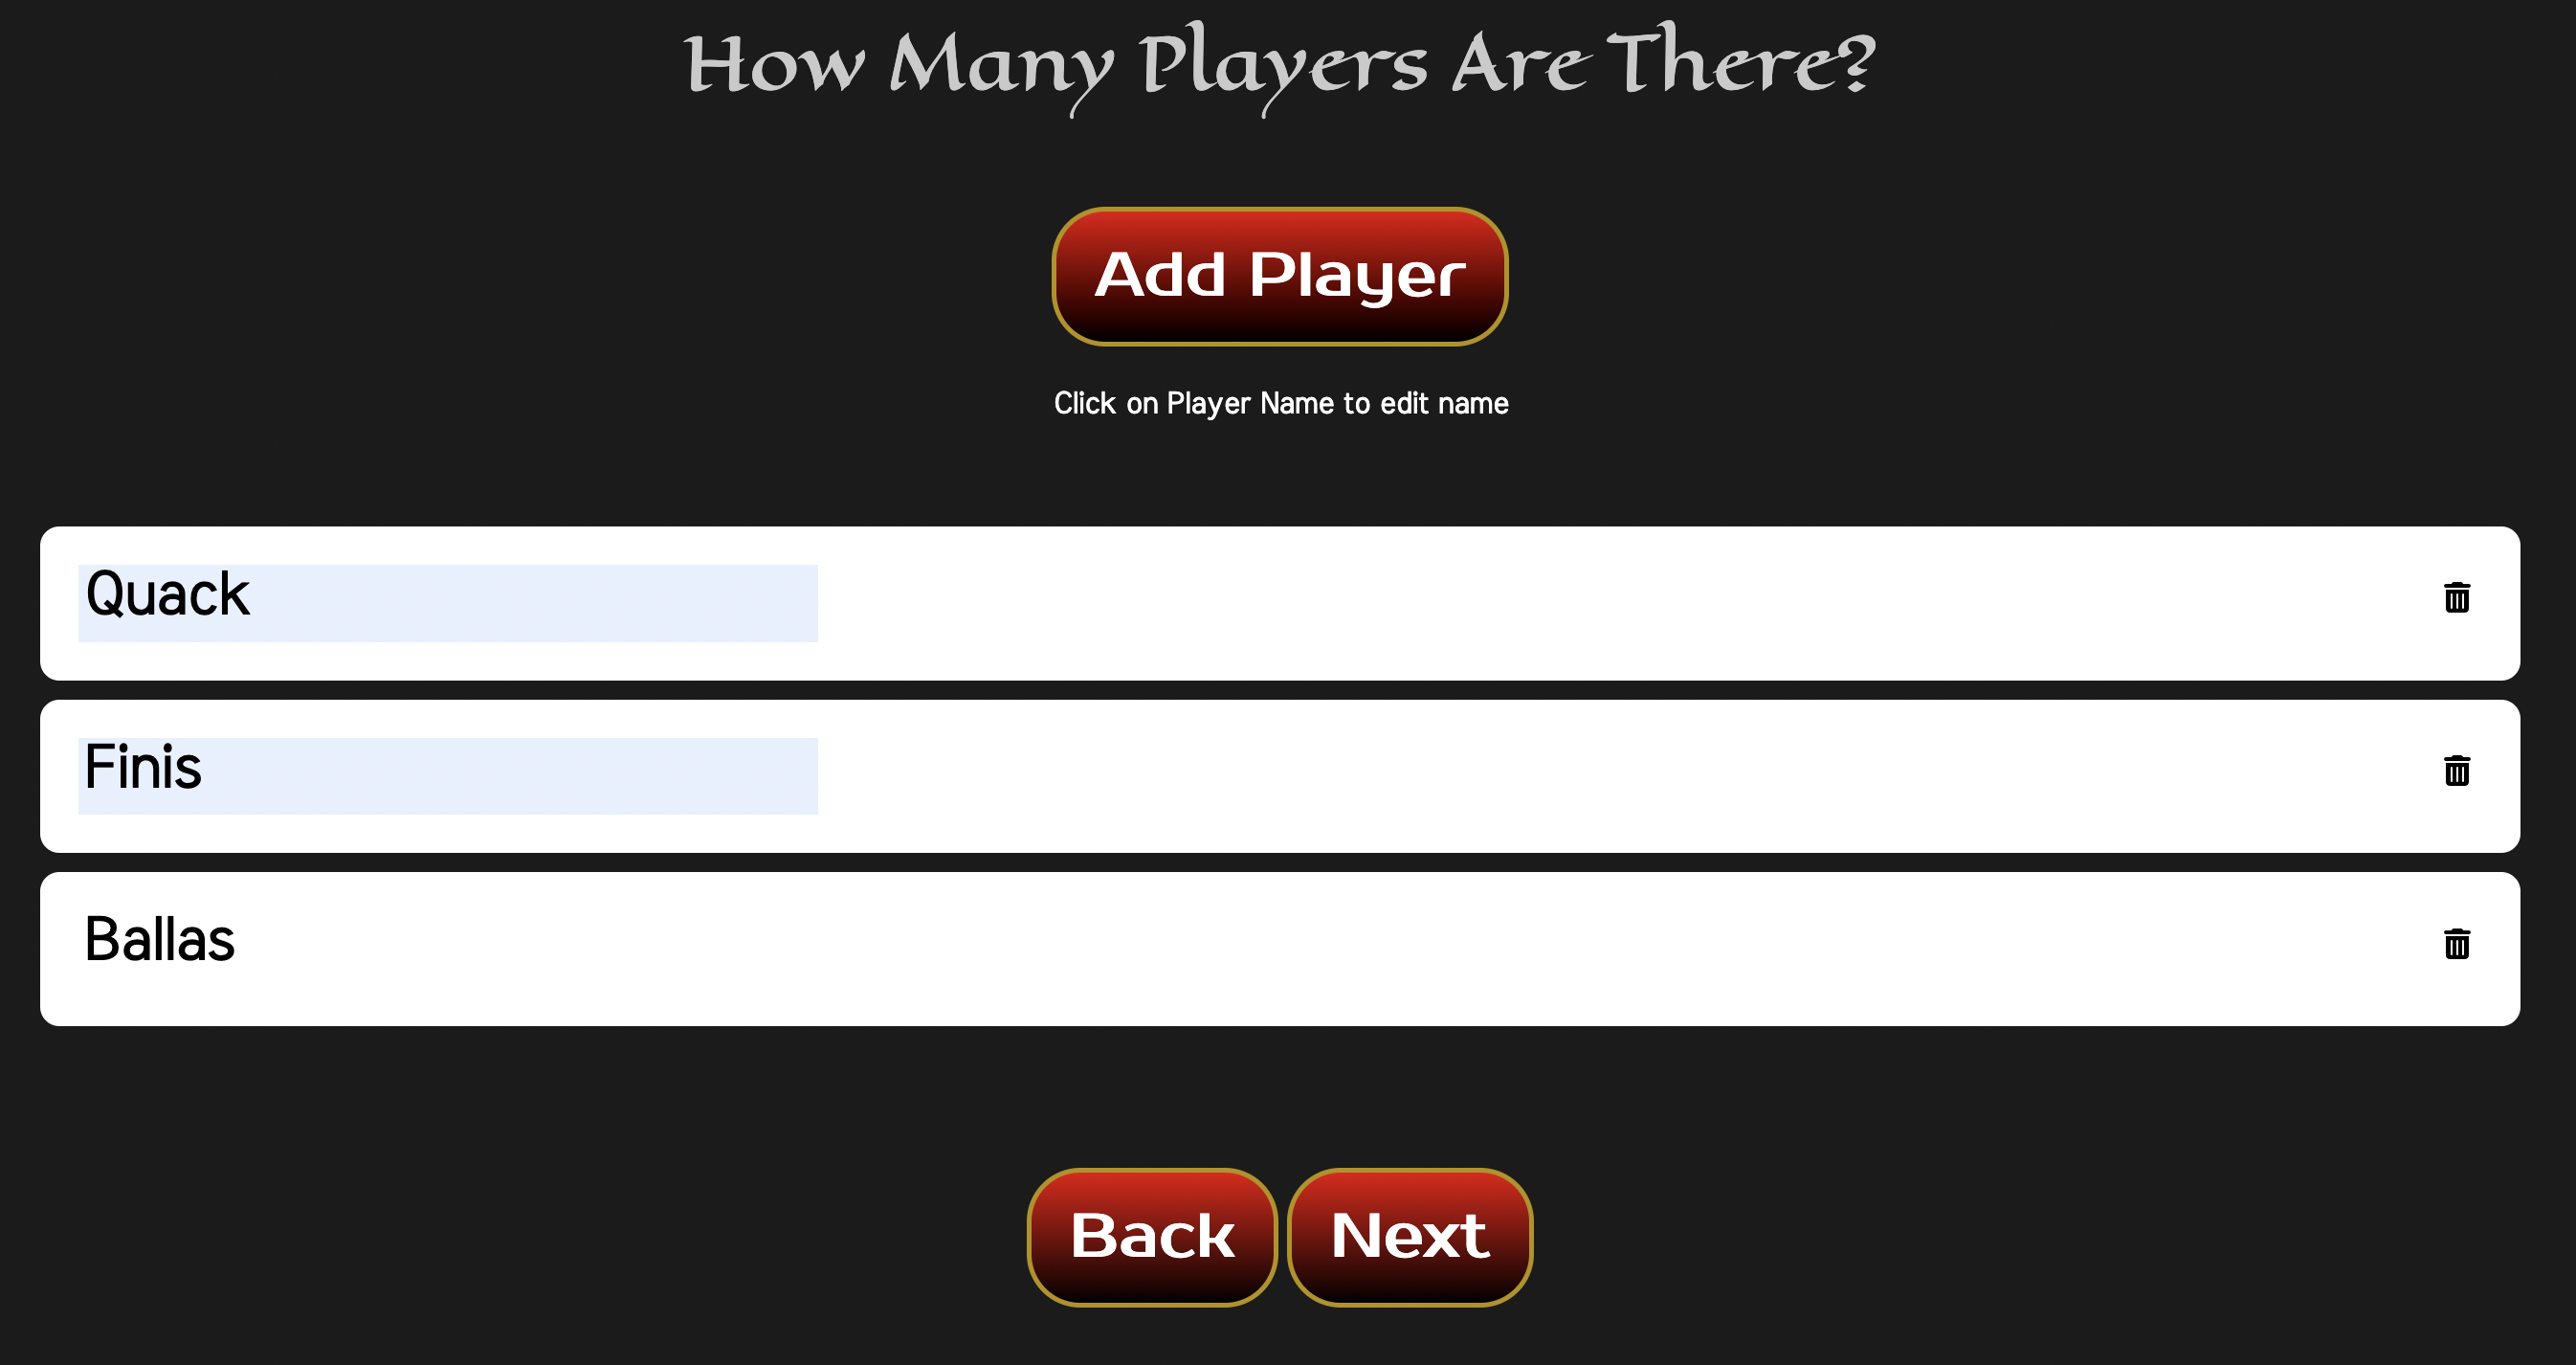 How Many Players Are There?
Add Player
Click on Player Name to edit name
Quack
Finis
Ballas
Back Next